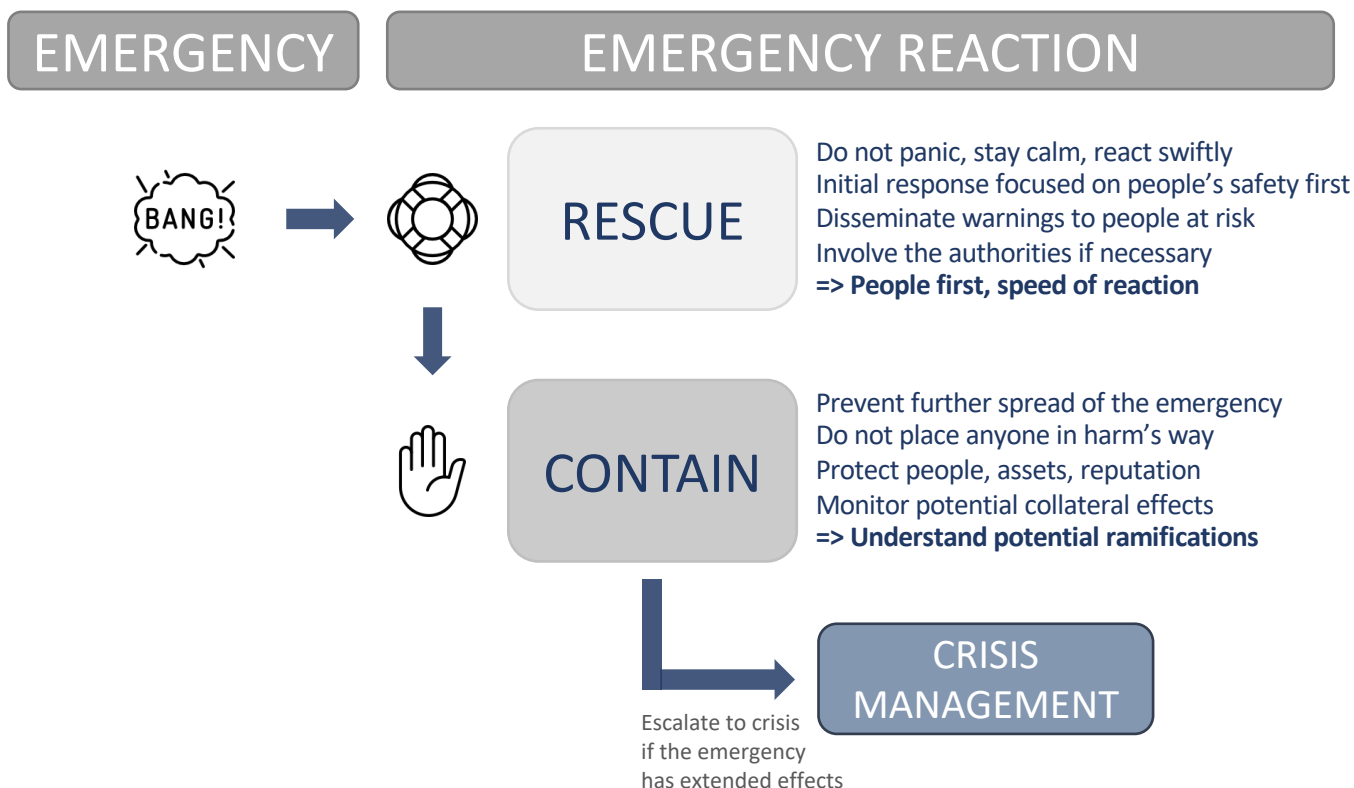 EMERGENCY
EMERGENCY REACTION
BANG!
RESCUE
Do not panic, stay calm, react swiftly
Initial response focused on people’s safety first
Disseminate warnings to people at risk
Involve the authorities if necessary
=> People first, speed of reaction
CONTAIN
Prevent further spread of the emergency
Do not place anyone in harm’s way
Protect people, assets, reputation
Monitor potential collateral effects
=> Understand potential ramifications
CRISIS
MANAGEMENT
Escalate to crisis
if the emergency
has extended effects